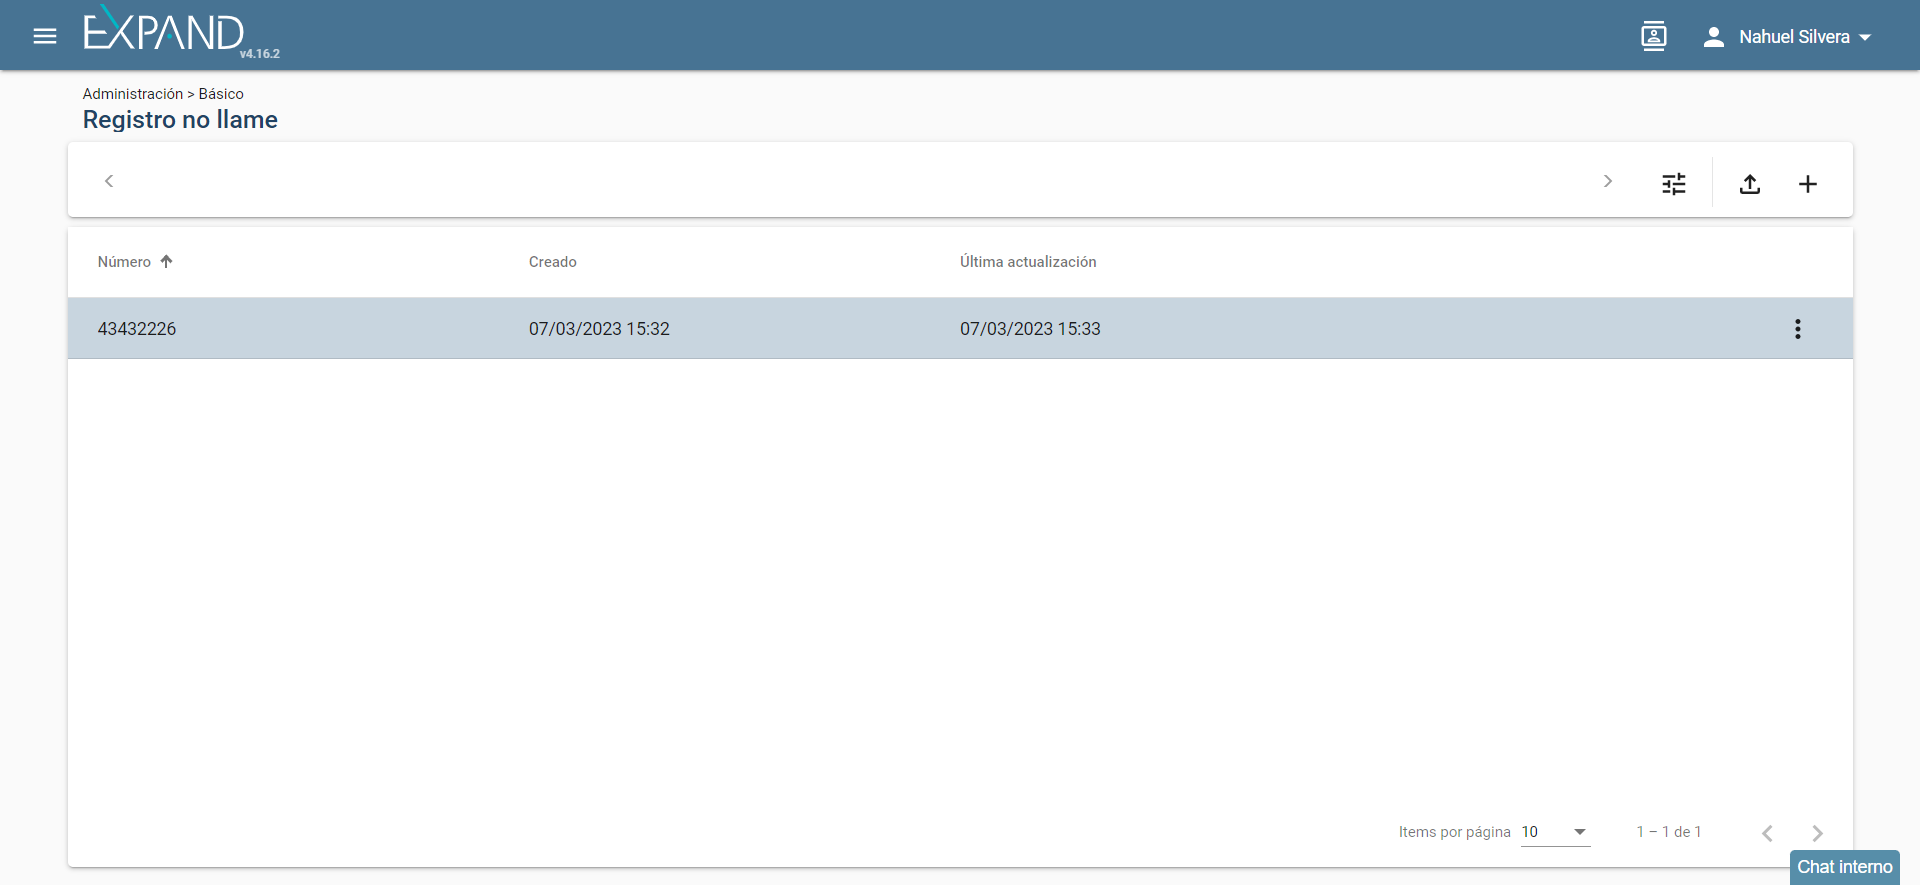 EXPAND
v4.16.2
Nahuel Silvera
Administración > Básico
Registro no llame
Número Creado Última actualización
43432226 07/03/2023 15:32 07/03/2023 15:33
Items por página 10 1 – 1 de 1
Chat interno